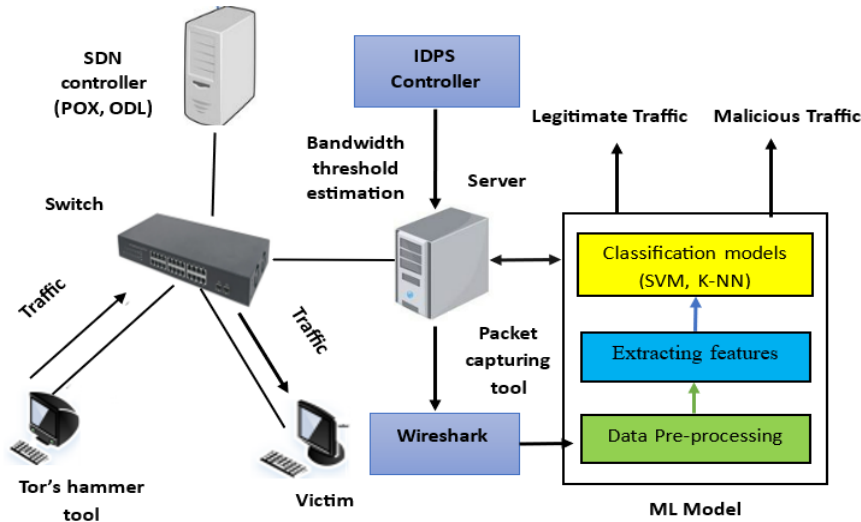 SDN
controller
(POX, ODL)
IDPS
Controller
Legitimate Traffic
Malicious Traffic
Bandwidth
threshold
estimation
Server
Switch
Classification models
(SVM, K-NN)
Traffic
Traffic
Packet
capturing
tool
Extracting features
Wireshark
Data Pre-processing
Tor's hammer
tool
Victim
ML Model